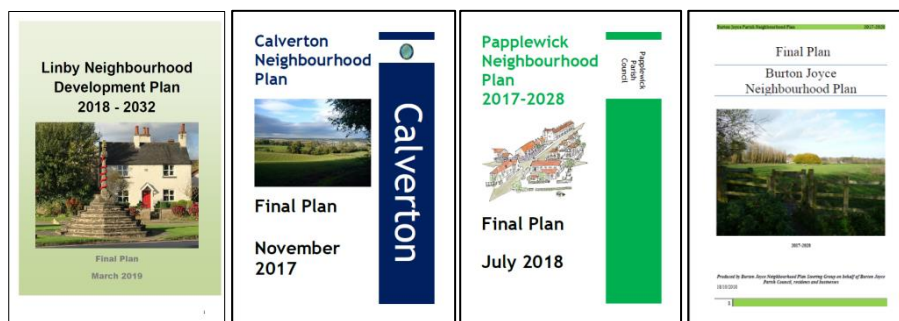 Linby Neighbourhood
Development Plan
2018 - 2032
Final Plan
March 2019
1
Calverton
Neighbourhood
Plan
Final Plan
November
2017
Calverton
Papplewick
Neighbourhood
Plan
2017-2028
Final Plan
July 2018
Papplewick
Parish
Council
Burton Joyce Parish Neighbourhood Plan 2017-2028
Final Plan
Burton Joyce
Neighbourhood Plan
2017-2028
Produced by Burton Joyce Neighbourhood Plan Steering Group on behalf of Burton Joyce
Parish Council, residents and businesses
1